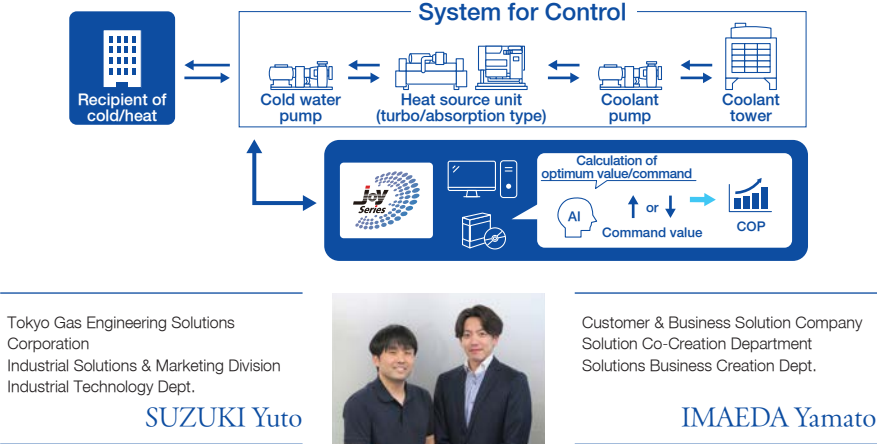 System for Control
Recipient of
cold/heat
Cold water
pump
Heat source unit
(turbo/absorption type)
Coolant
pump
Coolant
tower
JoY
Series
Calculation of
optimum value/command
AI
or
Command value
COP
Tokyo Gas Engineering Solutions
Corporation
Industrial Solutions & Marketing Division
Industrial Technology Dept.
SUZUKI Yuto
Customer & Business Solution Company
Solution Co-Creation Department
Solutions Business Creation Dept.
IMAEDA Yamato